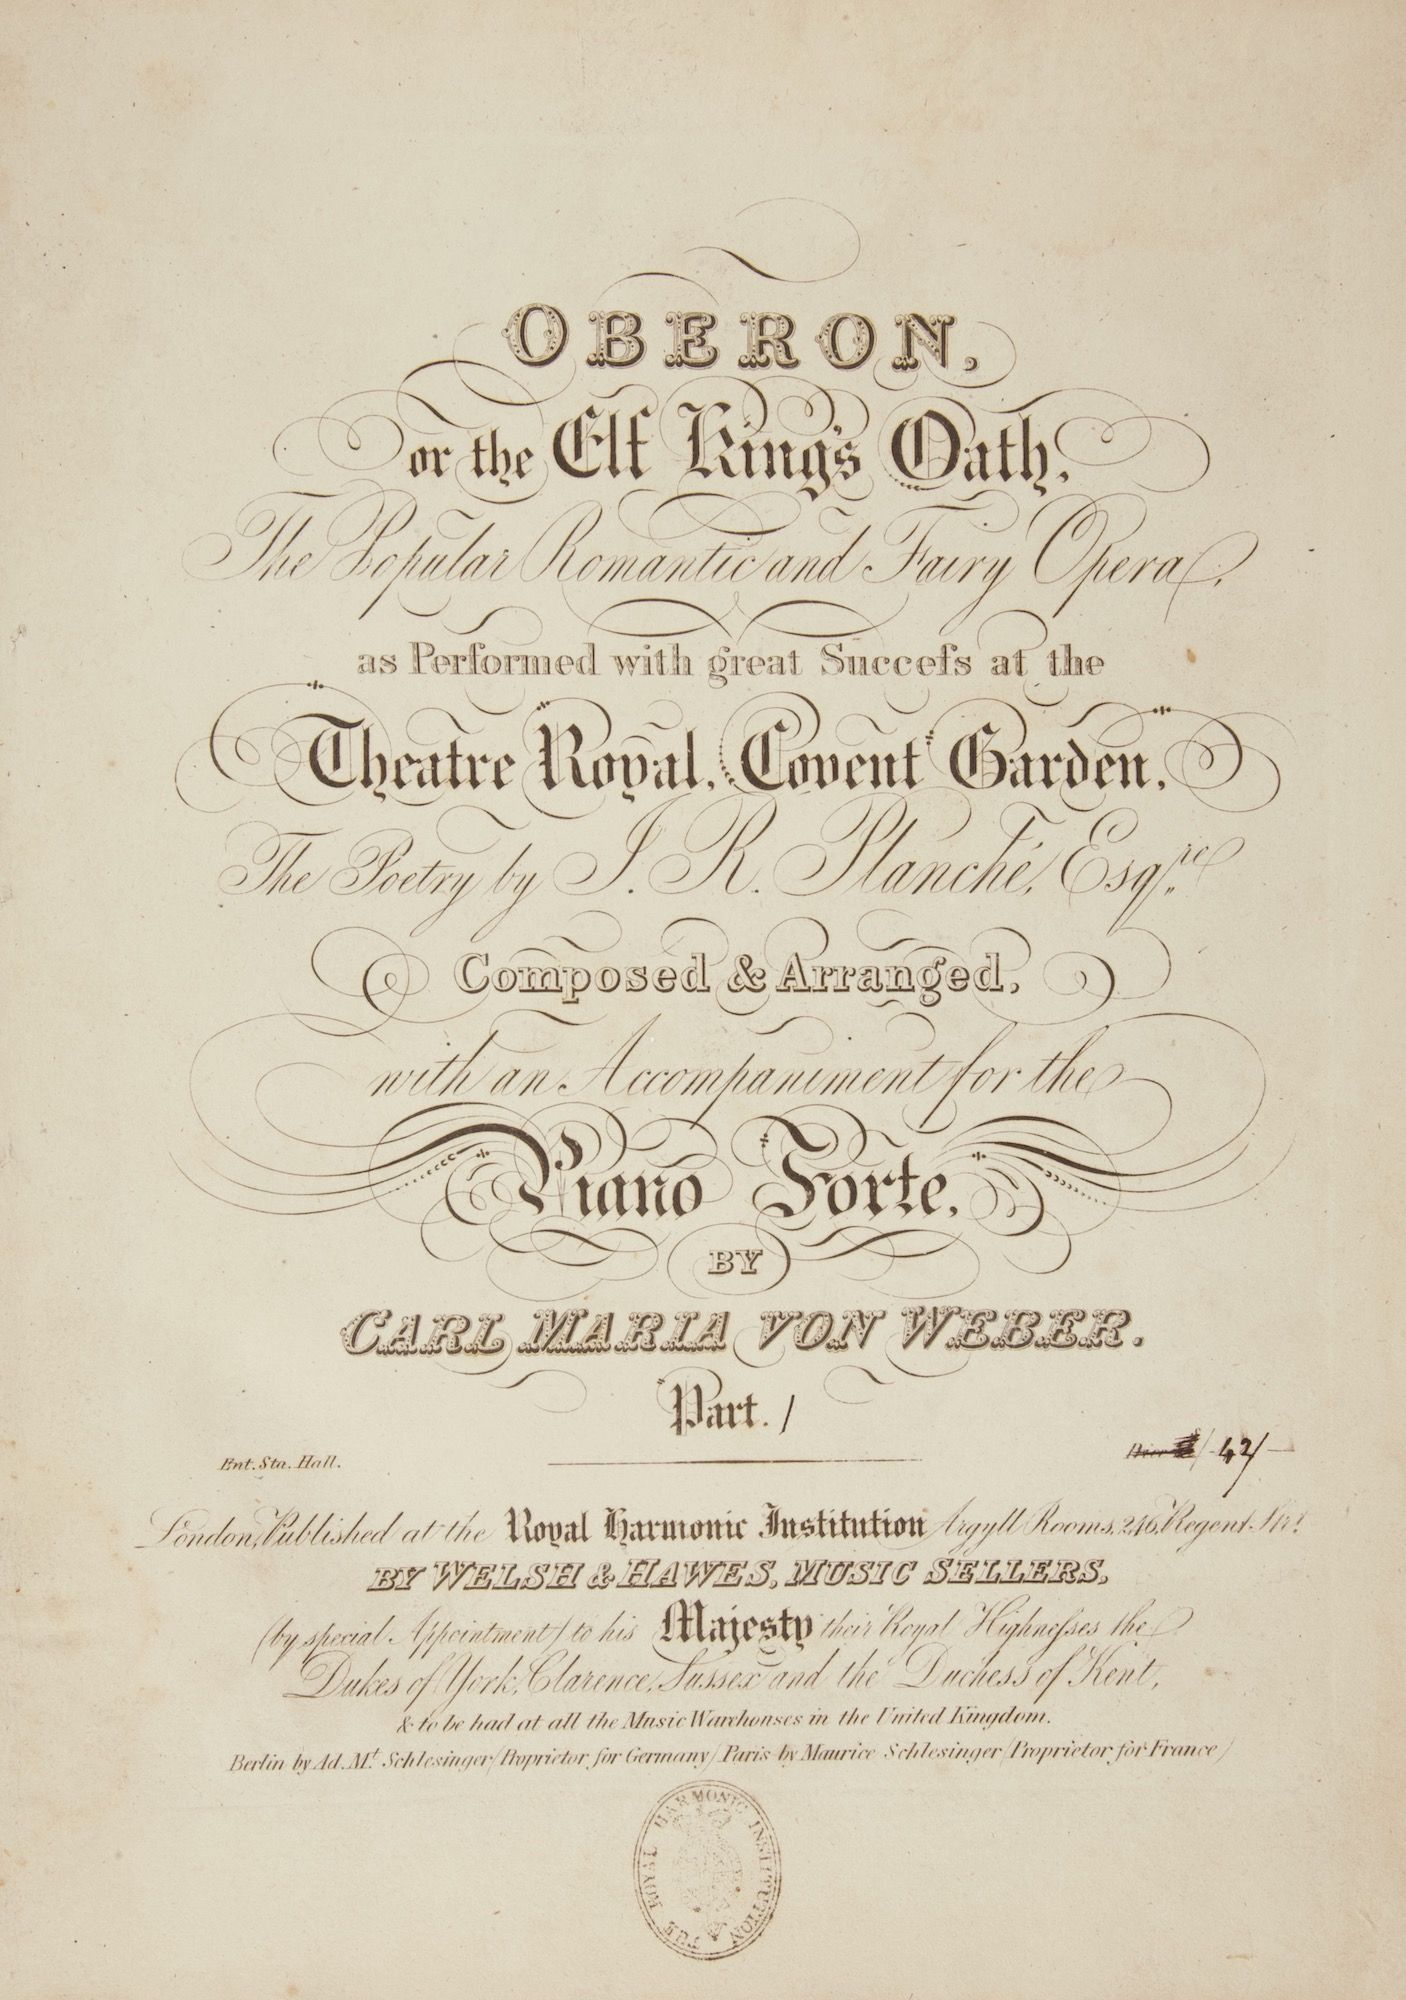 OBERON,
or the Elf King's Oath,
The Popular Romantic and Fairy Opera,
as Performed with great Succeſs at the
Theatre Royal, Covent Garden,
The Poetry by J. R. Planché, Esqre.
Composed & Arranged,
with an Accompaniment for the
Piano Forte,
BY
CARL MARIA VON WEBER.
Part. 1
Ent. Sta. Hall.
42/
London, Published at the Royal Harmonic Institution Argyll Rooms, 246, Regent Str.t
BY WELSH & HAWES, MUSIC SELLERS,
(by special Appointment) to his Majesty their Royal Highneſses the
Dukes of York, Clarence, Sussex and the Duchess of Kent,
& to be had at all the Music Warehouses in the United Kingdom.
Berlin by Ad. Mt. Schlesinger (Proprietor for Germany) Paris by Maurice Schlesinger (Proprietor for France)
THE ROYAL HARMONIC INSTITUTION